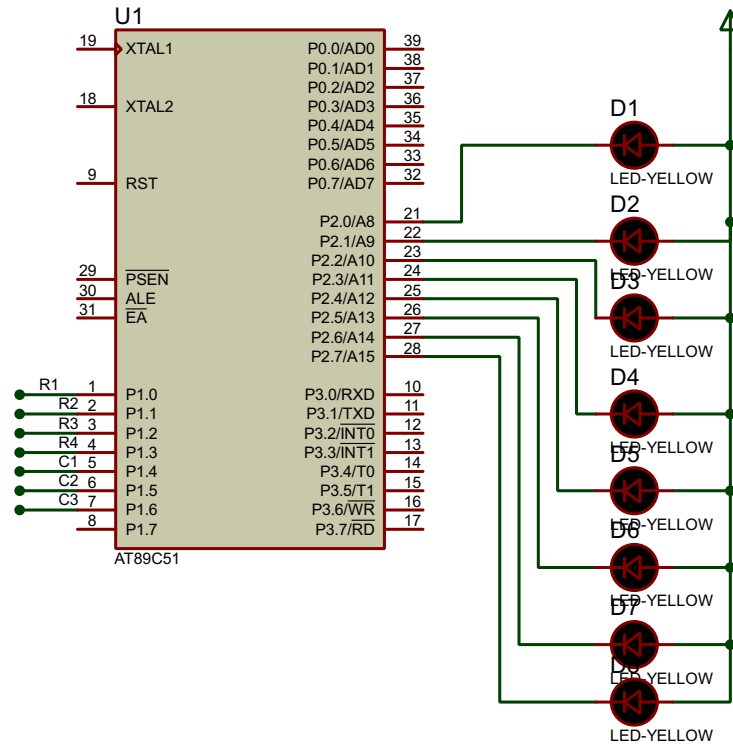 U1
19 XTAL1 P0.0/AD0 39
P0.1/AD1 38
P0.2/AD2 37
18 XTAL2 P0.3/AD3 36
P0.4/AD4 35
P0.5/AD5 34
P0.6/AD6 33
9 RST P0.7/AD7 32
P2.0/A8 21
P2.1/A9 22
P2.2/A10 23
29 PSEN P2.3/A11 24
30 ALE P2.4/A12 25
31 EA P2.5/A13 26
P2.6/A14 27
P2.7/A15 28
R1 1 P1.0 P3.0/RXD 10
R2 2 P1.1 P3.1/TXD 11
R3 3 P1.2 P3.2/INT0 12
R4 4 P1.3 P3.3/INT1 13
C1 5 P1.4 P3.4/T0 14
C2 6 P1.5 P3.5/T1 15
C3 7 P1.6 P3.6/WR 16
8 P1.7 P3.7/RD 17
AT89C51
D1
LED-YELLOW
D2
LED-YELLOW
D3
LED-YELLOW
D4
LED-YELLOW
D5
LED-YELLOW
D6
LED-YELLOW
D7
LED-YELLOW
D8
LED-YELLOW